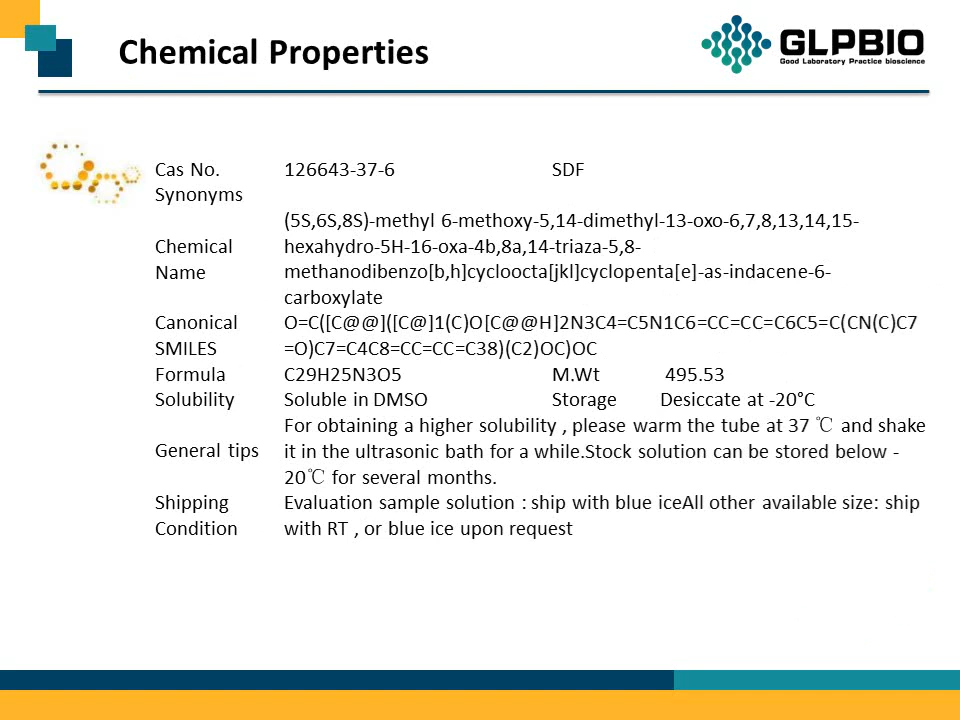 Chemical Properties
GLPBIO
Good Laboratory Practice bioscience
Cas No. 126643-37-6 SDF
Synonyms
Chemical Name
(5S,6S,8S)-methyl 6-methoxy-5,14-dimethyl-13-oxo-6,7,8,13,14,15-
hexahydro-5H-16-oxa-4b,8a,14-triaza-5,8-
methanodibenzo[b,h]cycloocta[jkl]cyclopenta[e]-as-indacene-6-
carboxylate
Canonical SMILES
O=C([C@@]([C@]1(C)O[C@@H]2N3C4=C5N1C6=CC=CC=C6C5=C(CN(C)C7
=O)C7=C4C8=CC=CC=C38)(C2)OC)OC
Formula C29H25N3O5 M.Wt 495.53
Solubility Soluble in DMSO Storage Desiccate at -20°C
General tips
For obtaining a higher solubility , please warm the tube at 37 ℃ and shake
it in the ultrasonic bath for a while.Stock solution can be stored below -
20℃ for several months.
Shipping Condition
Evaluation sample solution : ship with blue iceAll other available size: ship
with RT , or blue ice upon request